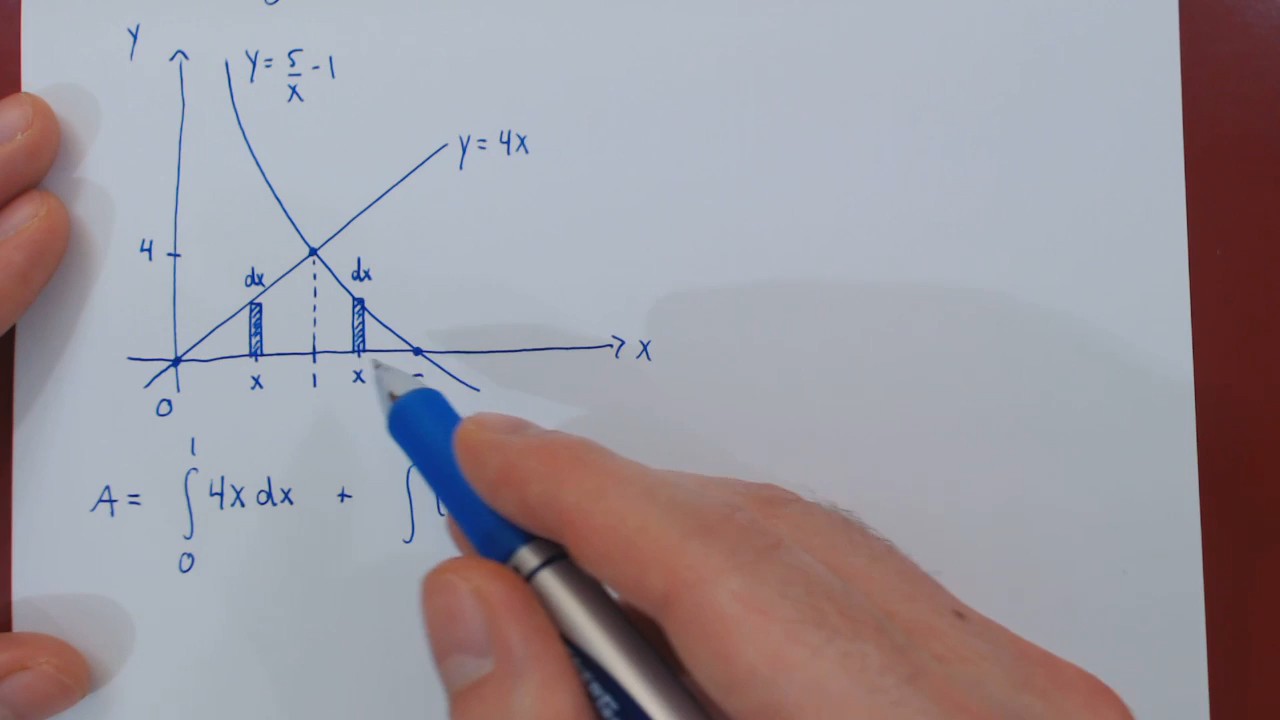 y
y = 5/x - 1
y = 4x
4
dx dx
x
x 1 x
0
A = ∫₀¹ 4x dx + ∫ (